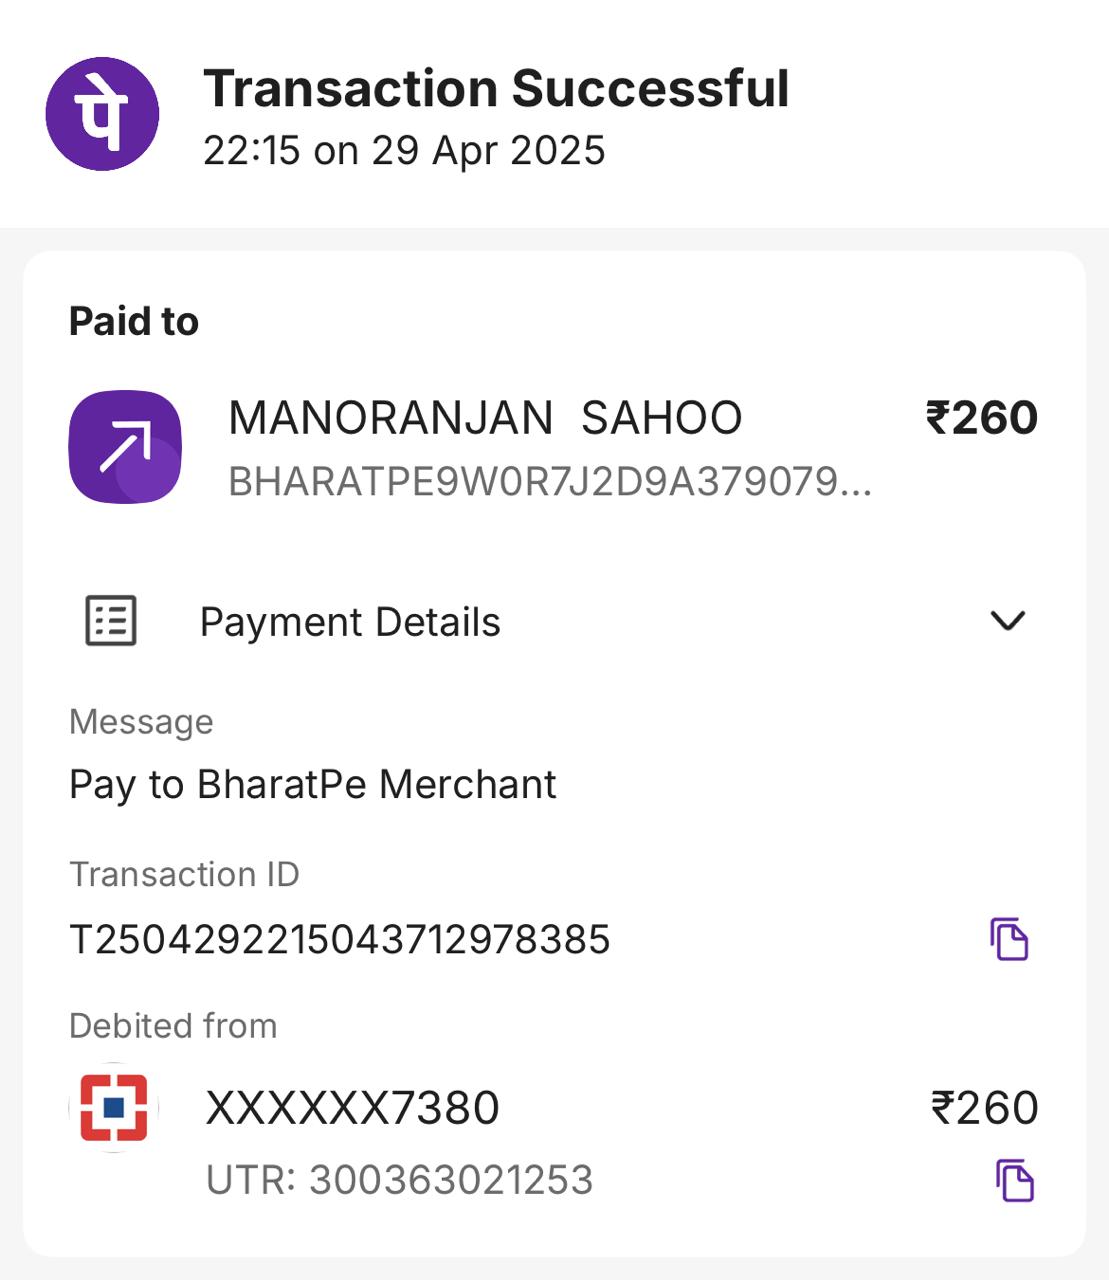 पे
Transaction Successful
22:15 on 29 Apr 2025
Paid to
MANORANJAN SAHOO ₹260
BHARATPE9W0R7J2D9A379079...
Payment Details
Message
Pay to BharatPe Merchant
Transaction ID
T2504292215043712978385
Debited from
XXXXXX7380 ₹260
UTR: 300363021253